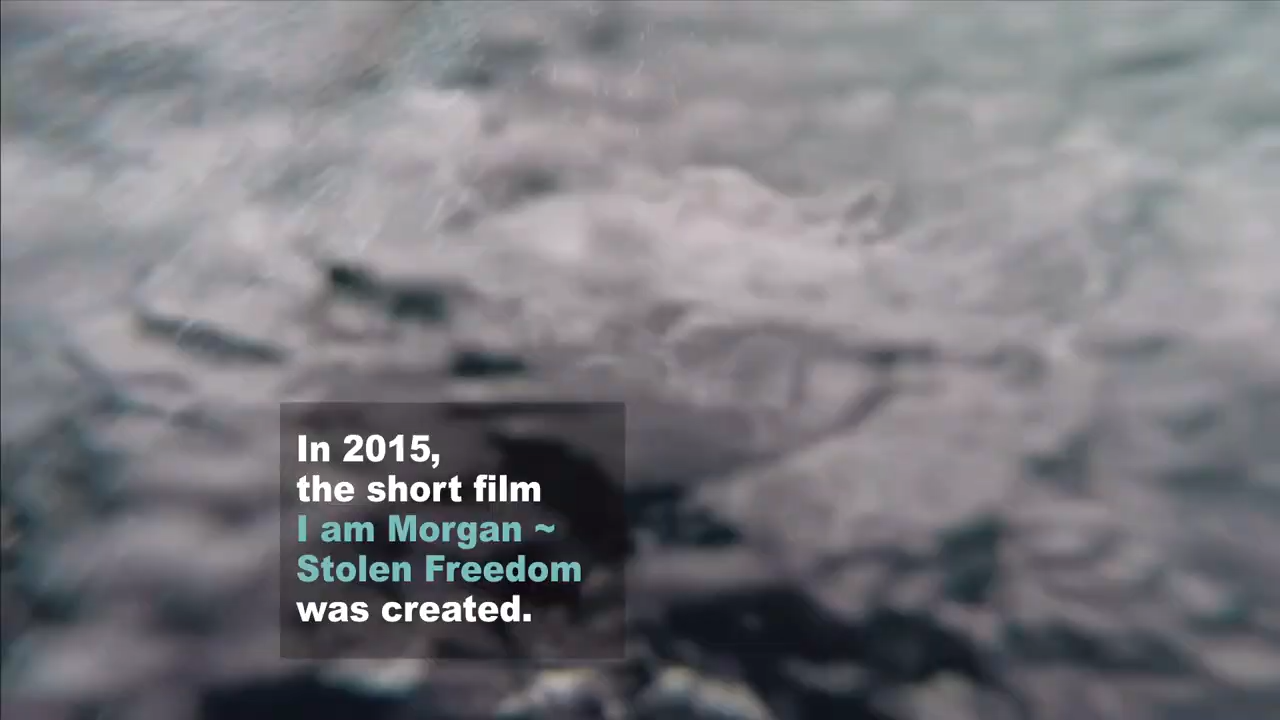 In 2015,
the short film
I am Morgan ~
Stolen Freedom
was created.